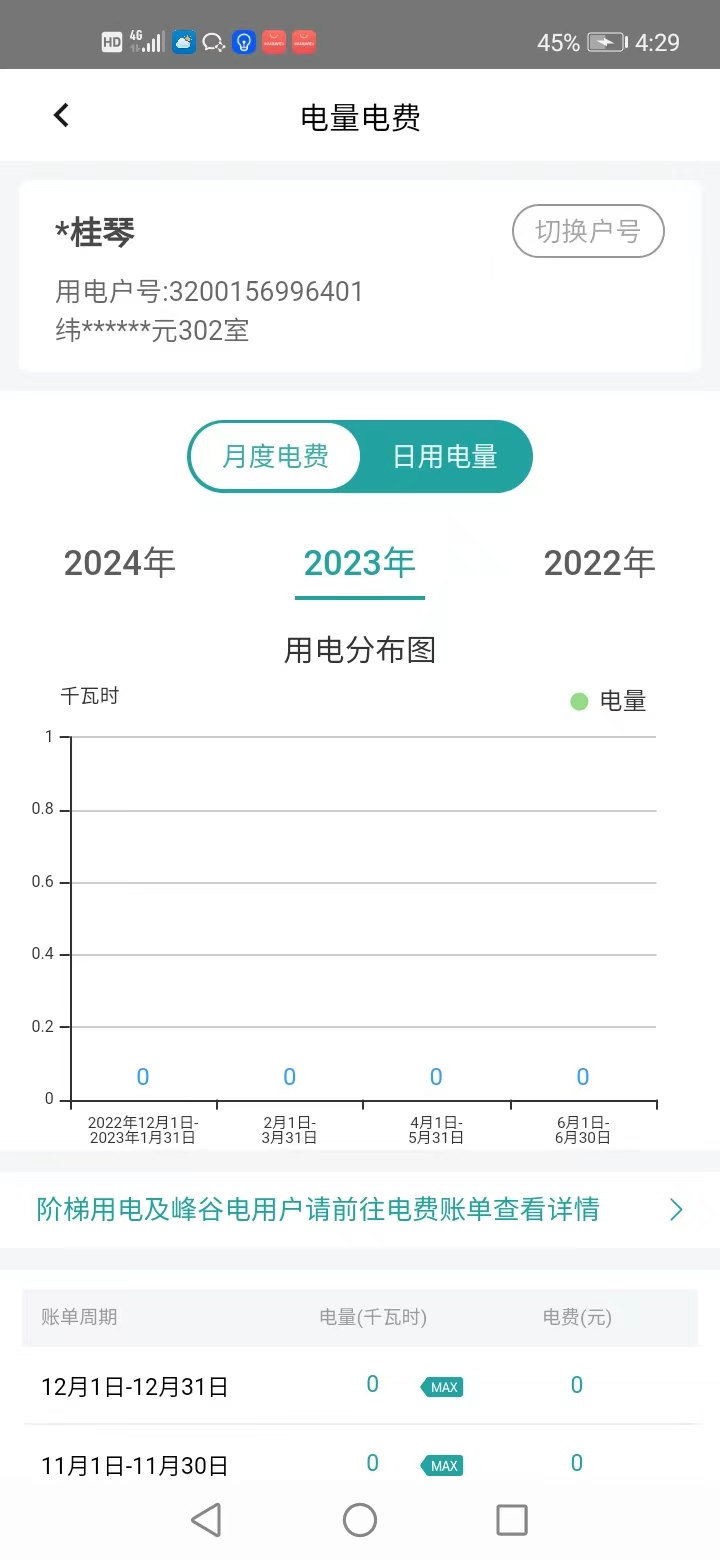 HD 4G 45% 4:29
电量电费
*桂琴
切换户号
用电户号:3200156996401
纬******元302室
月度电费 日用电量
2024年 2023年 2022年
用电分布图
千瓦时 电量
1
0.8
0.6
0.4
0.2
0
0 0 0 0
2022年12月1日- 2月1日- 4月1日- 6月1日-
2023年1月31日 3月31日 5月31日 6月30日
阶梯用电及峰谷电用户请前往电费账单查看详情
账单周期 电量(千瓦时) 电费(元)
12月1日-12月31日 0 MAX 0
11月1日-11月30日 0 MAX 0